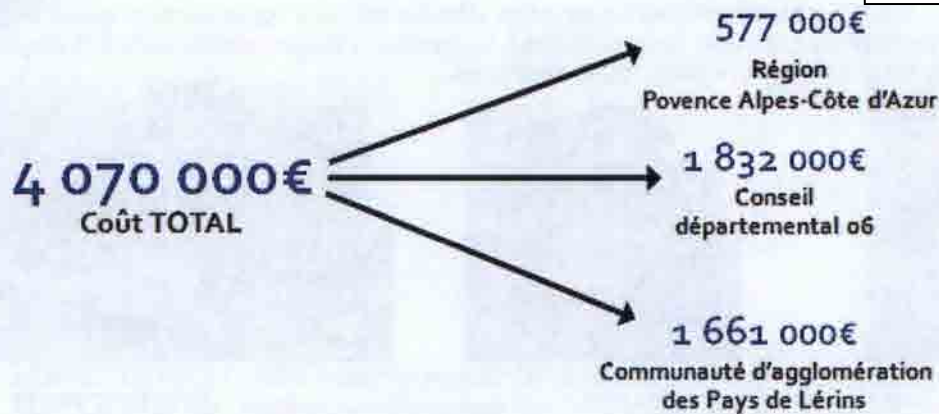 577 000€
Région
Povence Alpes-Côte d'Azur
4 070 000€
Coût TOTAL
1 832 000€
Conseil
départemental 06
1 661 000€
Communauté d'agglomération
des Pays de Lérins